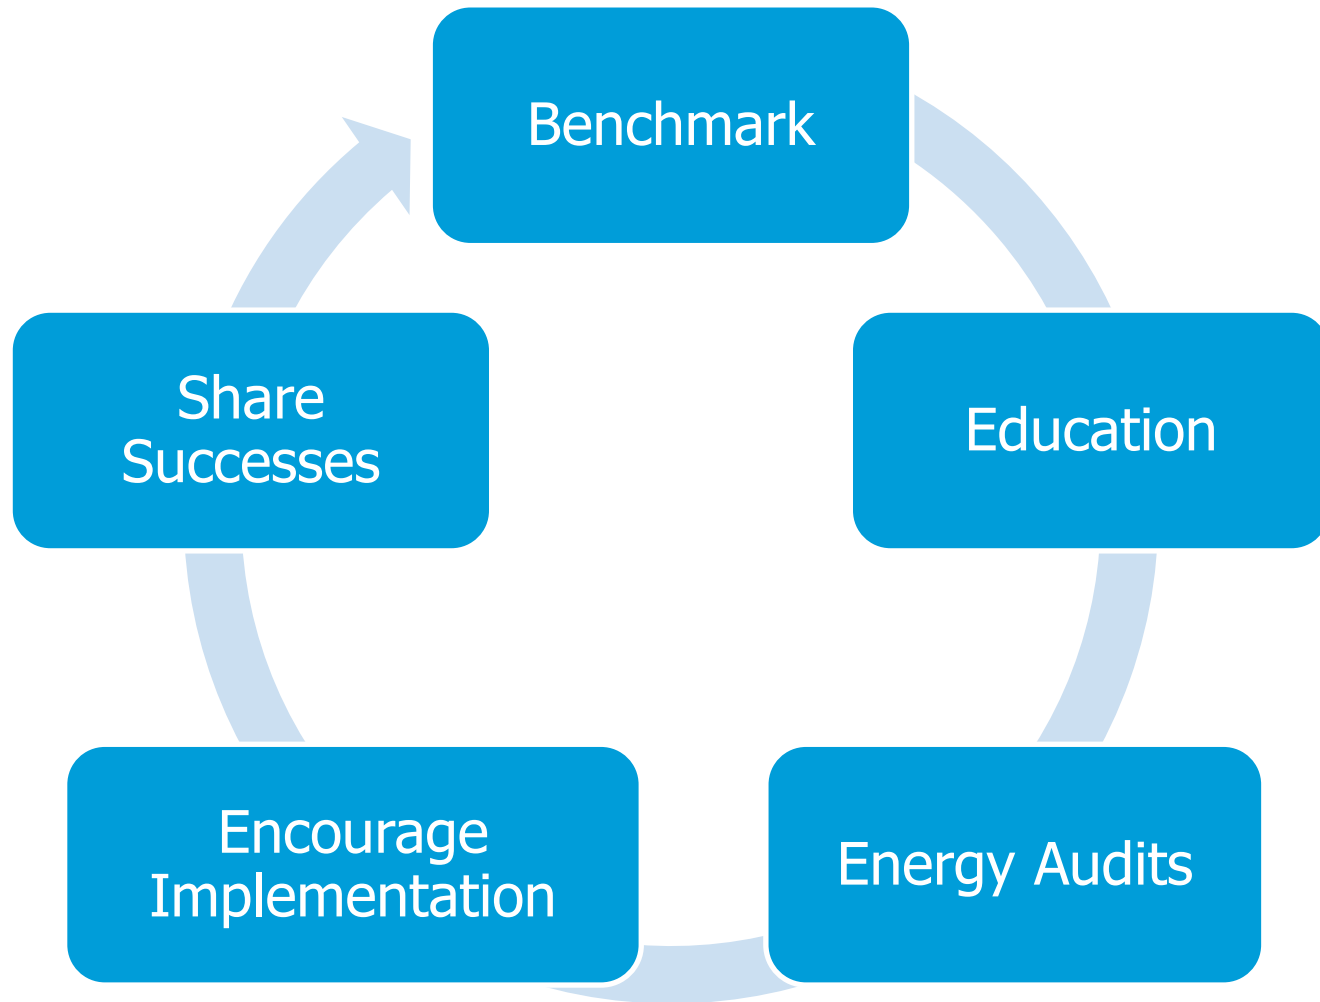 Benchmark
Education
Energy Audits
Encourage
Implementation
Share
Successes